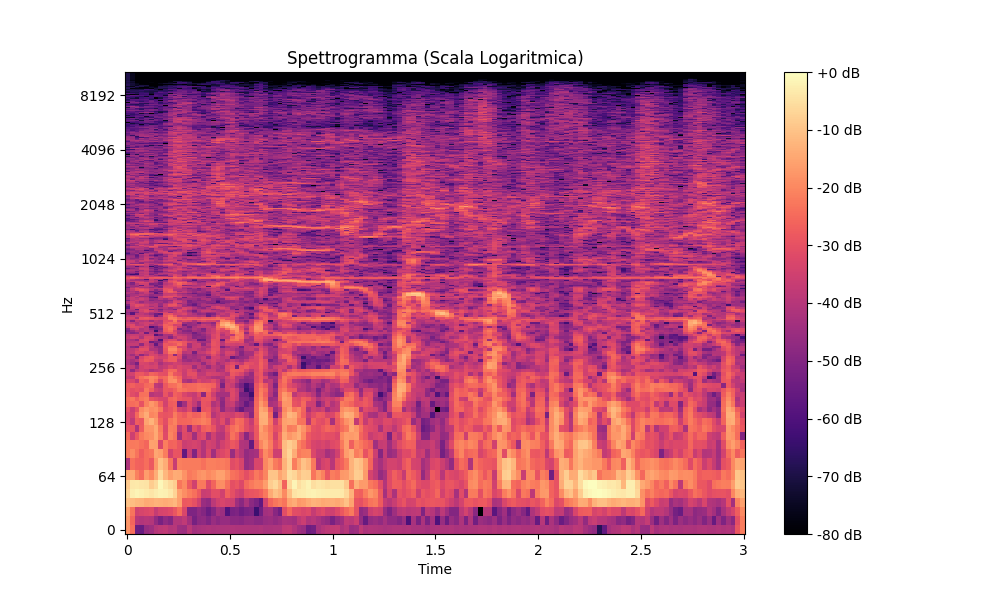 Spettrogramma (Scala Logaritmica)
Hz
8192
4096
2048
1024
512
256
128
64
0
0 0.5 1 1.5 2 2.5 3
Time
+0 dB
-10 dB
-20 dB
-30 dB
-40 dB
-50 dB
-60 dB
-70 dB
-80 dB